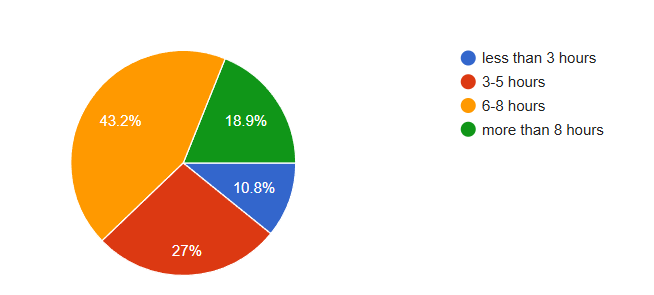 less than 3 hours
3-5 hours
6-8 hours
more than 8 hours
43.2%
18.9%
10.8%
27%